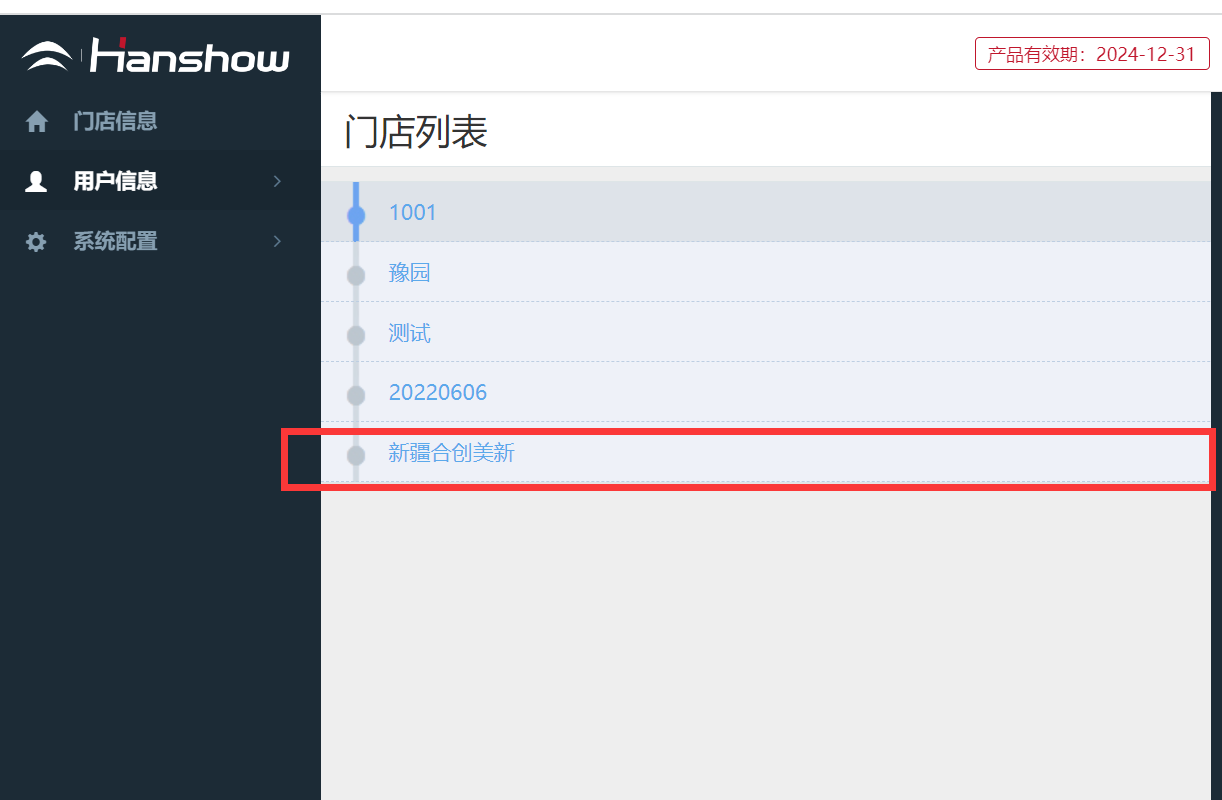 Hanshow
产品有效期：2024-12-31
门店信息
用户信息
系统配置
门店列表
1001
豫园
测试
20220606
新疆合创美新